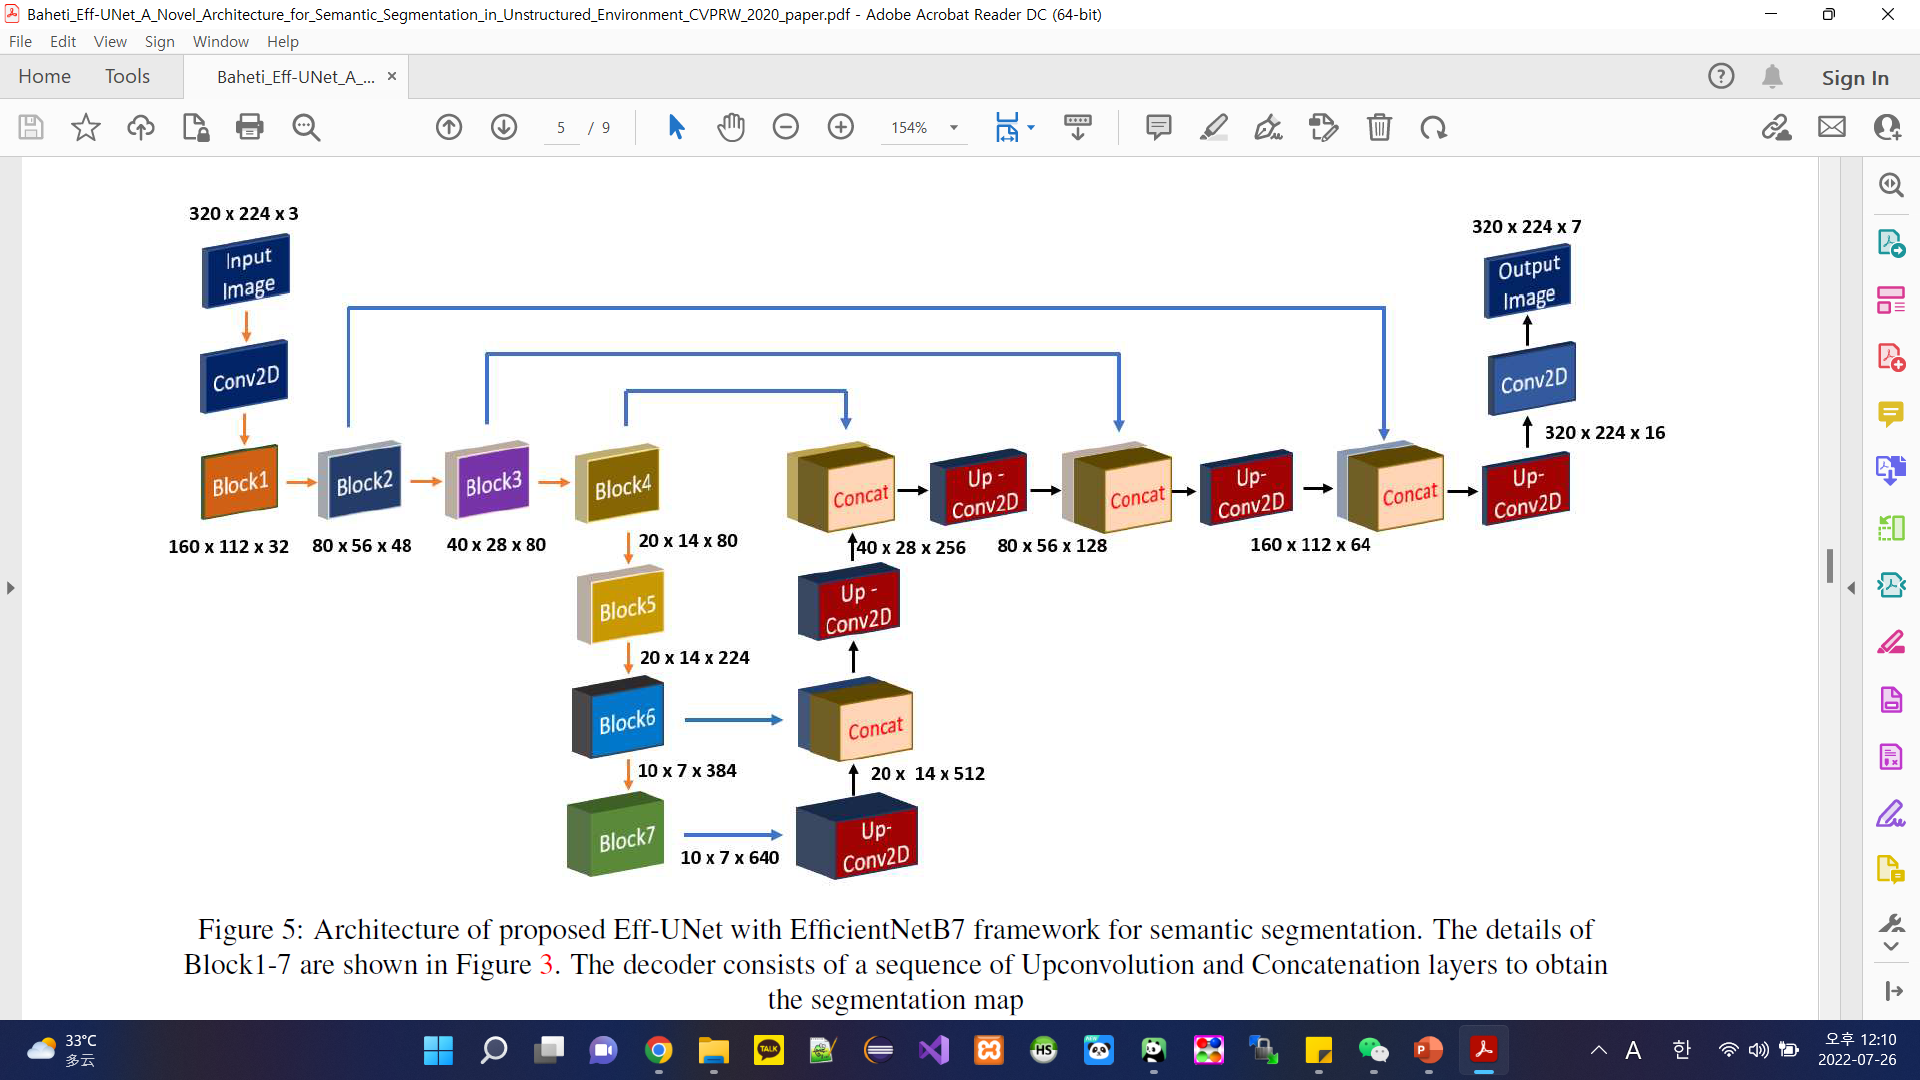 Baheti_Eff-UNet_A_Novel_Architecture_for_Semantic_Segmentation_in_Unstructured_Environment_CVPRW_2020_paper.pdf - Adobe Acrobat Reader DC (64-bit)
File Edit View Sign Window Help
Home Tools Baheti_Eff-UNet_A_... × Sign In
5 / 9 154%
320 x 224 x 3
Input
Image
Conv2D
Block1
160 x 112 x 32
Block2
80 x 56 x 48
Block3
40 x 28 x 80
Block4
20 x 14 x 80
Block5
20 x 14 x 224
Block6
10 x 7 x 384
Block7
10 x 7 x 640
Up-
Conv2D
20 x 14 x 512
Concat
Up -
Conv2D
40 x 28 x 256
Concat
Up -
Conv2D
80 x 56 x 128
Concat
Up-
Conv2D
160 x 112 x 64
Concat
Up-
Conv2D
320 x 224 x 16
Conv2D
Output
Image
320 x 224 x 7
Figure 5: Architecture of proposed Eff-UNet with EfficientNetB7 framework for semantic segmentation. The details of
Block1-7 are shown in Figure 3. The decoder consists of a sequence of Upconvolution and Concatenation layers to obtain
the segmentation map
33°C
多云
TALK
HS
NEW
A 한
오후 12:10
2022-07-26